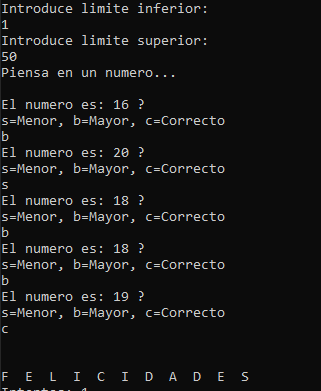 Introduce limite inferior:
1
Introduce limite superior:
50
Piensa en un numero...
El numero es: 16 ?
s=Menor, b=Mayor, c=Correcto
b
El numero es: 20 ?
s=Menor, b=Mayor, c=Correcto
s
El numero es: 18 ?
s=Menor, b=Mayor, c=Correcto
b
El numero es: 18 ?
s=Menor, b=Mayor, c=Correcto
b
El numero es: 19 ?
s=Menor, b=Mayor, c=Correcto
c
F E L I C I D A D E S